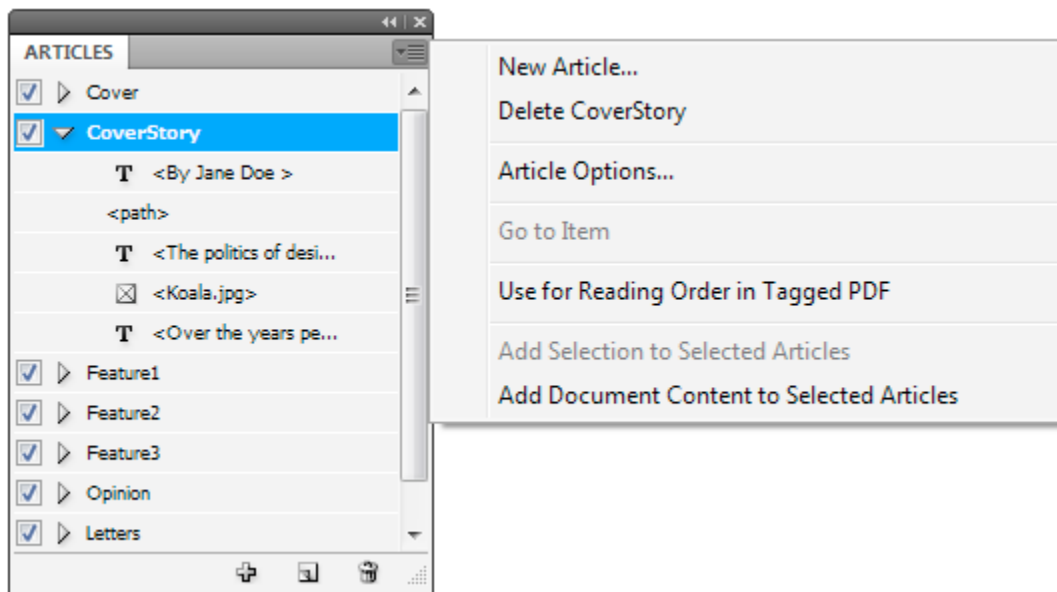 ARTICLES
Cover
CoverStory
T <By Jane Doe >
<path>
T <The politics of desi...
<Koala.jpg>
T <Over the years pe...
Feature1
Feature2
Feature3
Opinion
Letters
New Article...
Delete CoverStory
Article Options...
Go to Item
Use for Reading Order in Tagged PDF
Add Selection to Selected Articles
Add Document Content to Selected Articles